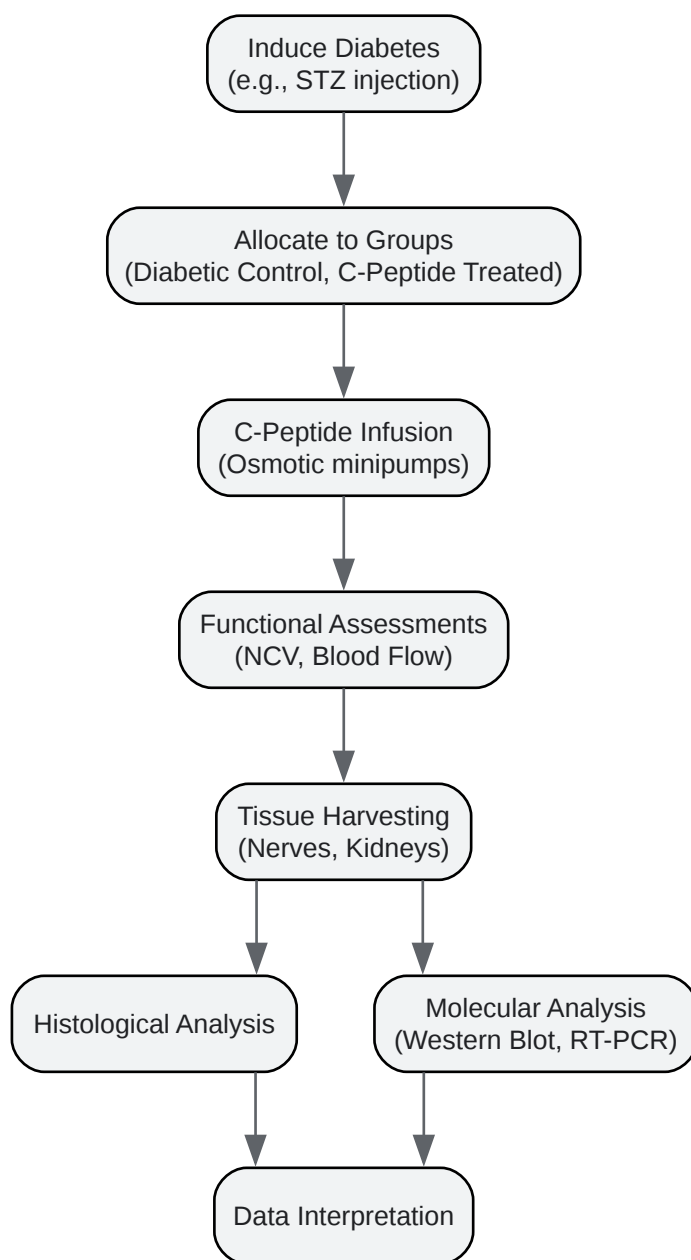 Induce Diabetes
(e.g., STZ injection)
Allocate to Groups
(Diabetic Control, C-Peptide Treated)
C-Peptide Infusion
(Osmotic minipumps)
Functional Assessments
(NCV, Blood Flow)
Tissue Harvesting
(Nerves, Kidneys)
Histological Analysis
Molecular Analysis
(Western Blot, RT-PCR)
Data Interpretation